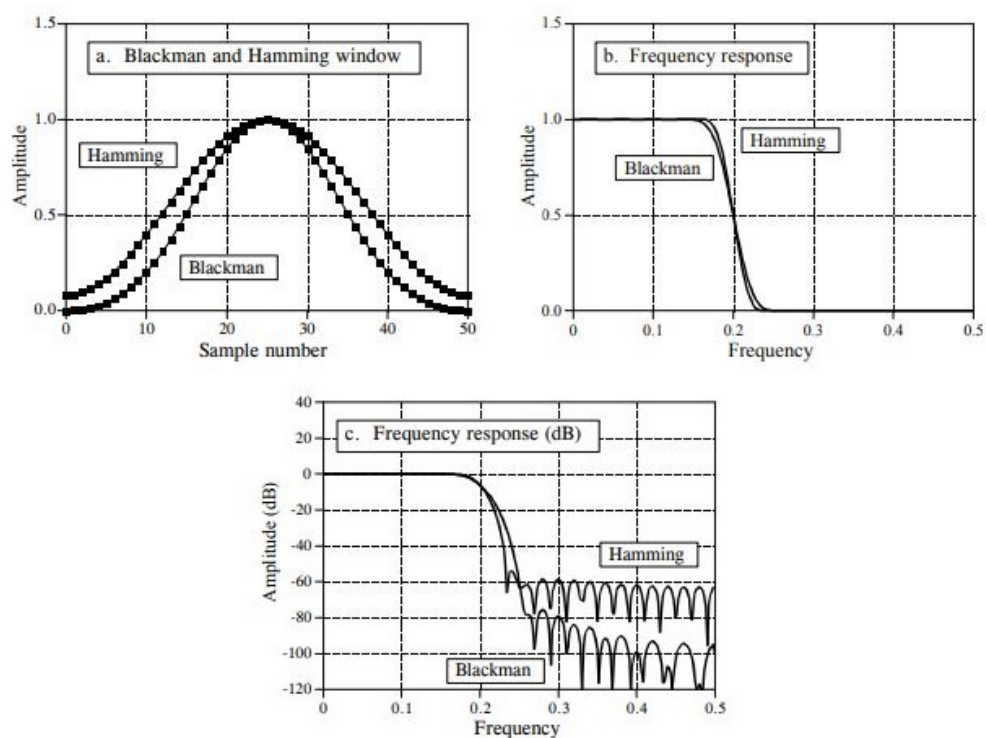 a. Blackman and Hamming window
1.5
1.0
0.5
0.0
Amplitude
Hamming
Blackman
0 10 20 30 40 50
Sample number
b. Frequency response
1.5
1.0
0.5
0.0
Amplitude
Hamming
Blackman
0 0.1 0.2 0.3 0.4 0.5
Frequency
c. Frequency response (dB)
40
20
0
-20
-40
-60
-80
-100
-120
Amplitude (dB)
Hamming
Blackman
0 0.1 0.2 0.3 0.4 0.5
Frequency